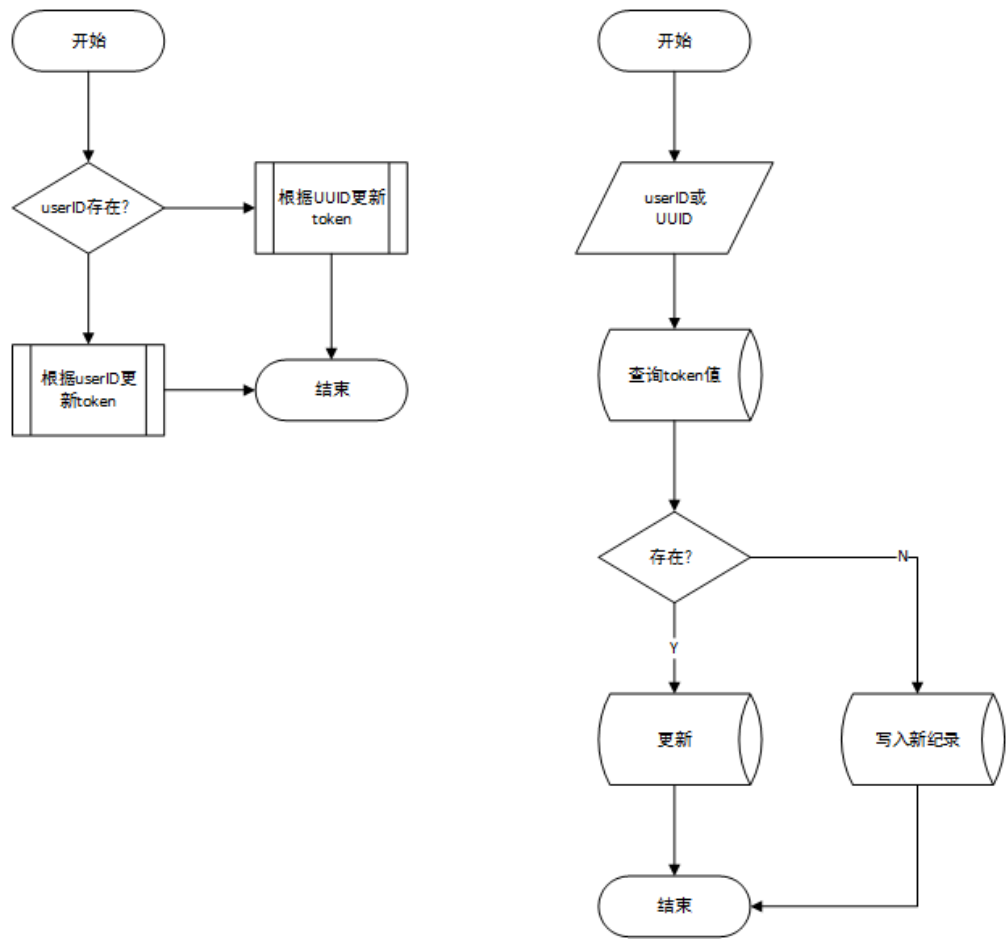 开始
userID存在?
根据UUID更新
token
根据userID更
新token
结束
开始
userID或
UUID
查询token值
存在?
N
Y
更新
写入新纪录
结束